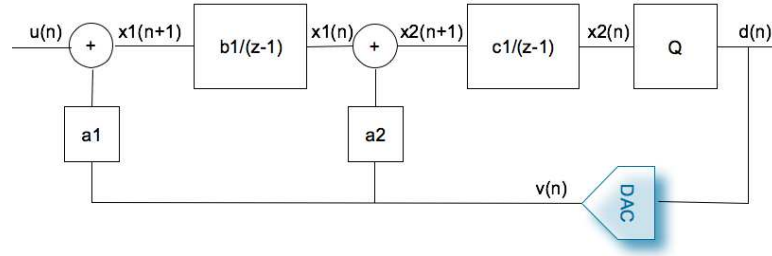 u(n)
+
x1(n+1)
b1/(z-1)
x1(n)
+
x2(n+1)
c1/(z-1)
x2(n)
Q
d(n)
a1
a2
v(n)
DAC